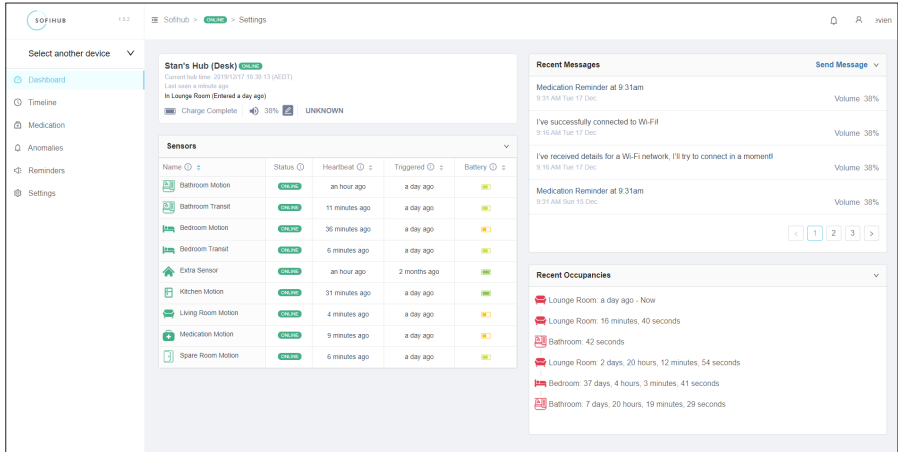 SOFIHUB 1.5.2
Sofihub > ONLINE > Settings
Select another device
Dashboard
Timeline
Medication
Anomalies
Reminders
Settings
Stan's Hub (Desk) ONLINE
Current hub time: 2019/12/17 10:38:13 (AEDT)
Last seen a minute ago
In Lounge Room (Entered a day ago)
Charge Complete 38% UNKNOWN
Sensors
Name Status Heartbeat Triggered Battery
Bathroom Motion ONLINE an hour ago a day ago
Bathroom Transit ONLINE 11 minutes ago a day ago
Bedroom Motion ONLINE 36 minutes ago a day ago
Bedroom Transit ONLINE 6 minutes ago a day ago
Extra Sensor ONLINE an hour ago 2 months ago
Kitchen Motion ONLINE 31 minutes ago a day ago
Living Room Motion ONLINE 4 minutes ago a day ago
Medication Motion ONLINE 9 minutes ago a day ago
Spare Room Motion ONLINE 6 minutes ago a day ago
Recent Messages Send Message
Medication Reminder at 9:31am
9:31 AM Tue 17 Dec Volume 38%
I've successfully connected to Wi-Fi!
9:16 AM Tue 17 Dec Volume 38%
I've received details for a Wi-Fi network, I'll try to connect in a moment!
9:16 AM Tue 17 Dec Volume 38%
Medication Reminder at 9:31am
9:31 AM Sun 15 Dec Volume 38%
< 1 2 3 >
Recent Occupancies
Lounge Room: a day ago - Now
Lounge Room: 16 minutes, 40 seconds
Bathroom: 42 seconds
Lounge Room: 2 days, 20 hours, 12 minutes, 54 seconds
Bedroom: 37 days, 4 hours, 3 minutes, 41 seconds
Bathroom: 7 days, 20 hours, 19 minutes, 29 seconds